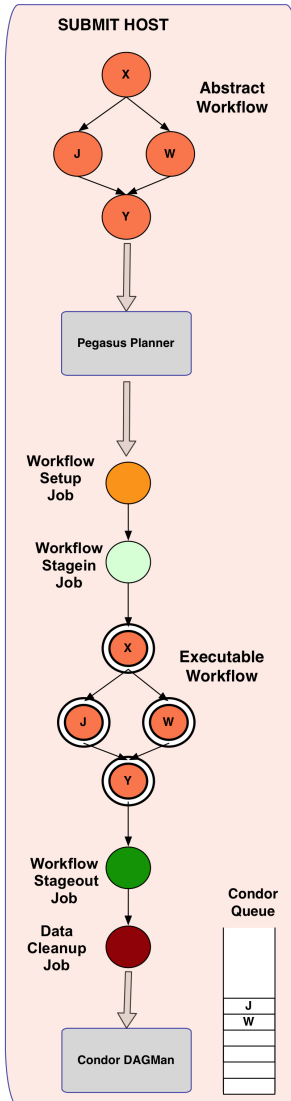 SUBMIT HOST
X
Abstract
Workflow
J
W
Y
Pegasus Planner
Workflow
Setup
Job
Workflow
Stagein
Job
X
Executable
Workflow
J
W
Y
Workflow
Stageout
Job
Condor
Queue
Data
Cleanup
Job
J
W
Condor DAGMan